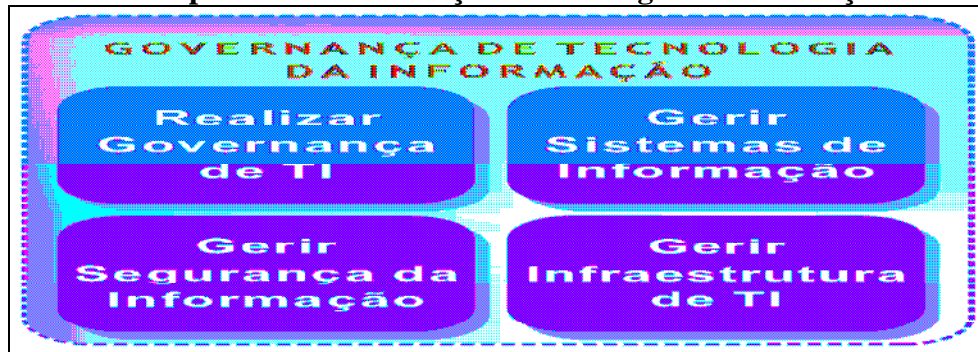 GOVERNANÇA DE TECNOLOGIA
DA INFORMAÇÃO
Realizar
Governança
de TI
Gerir
Sistemas de
Informação
Gerir
Segurança da
Informação
Gerir
Infraestrutura
de TI